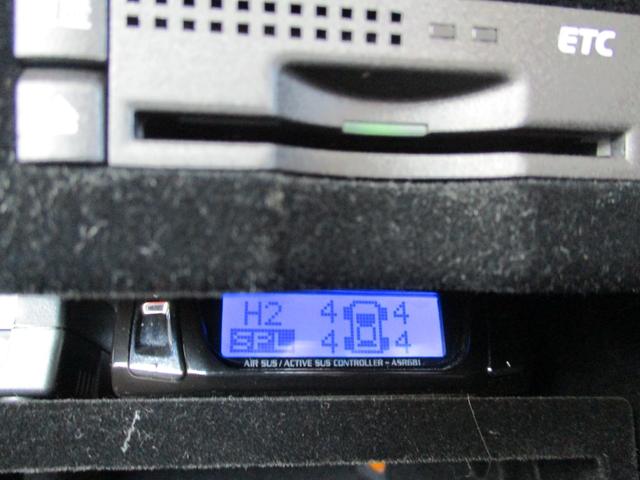 ETC
H2 4 4
SPL 4 4
AIR SUS / ACTIVE SUS CONTROLLER - ASR681